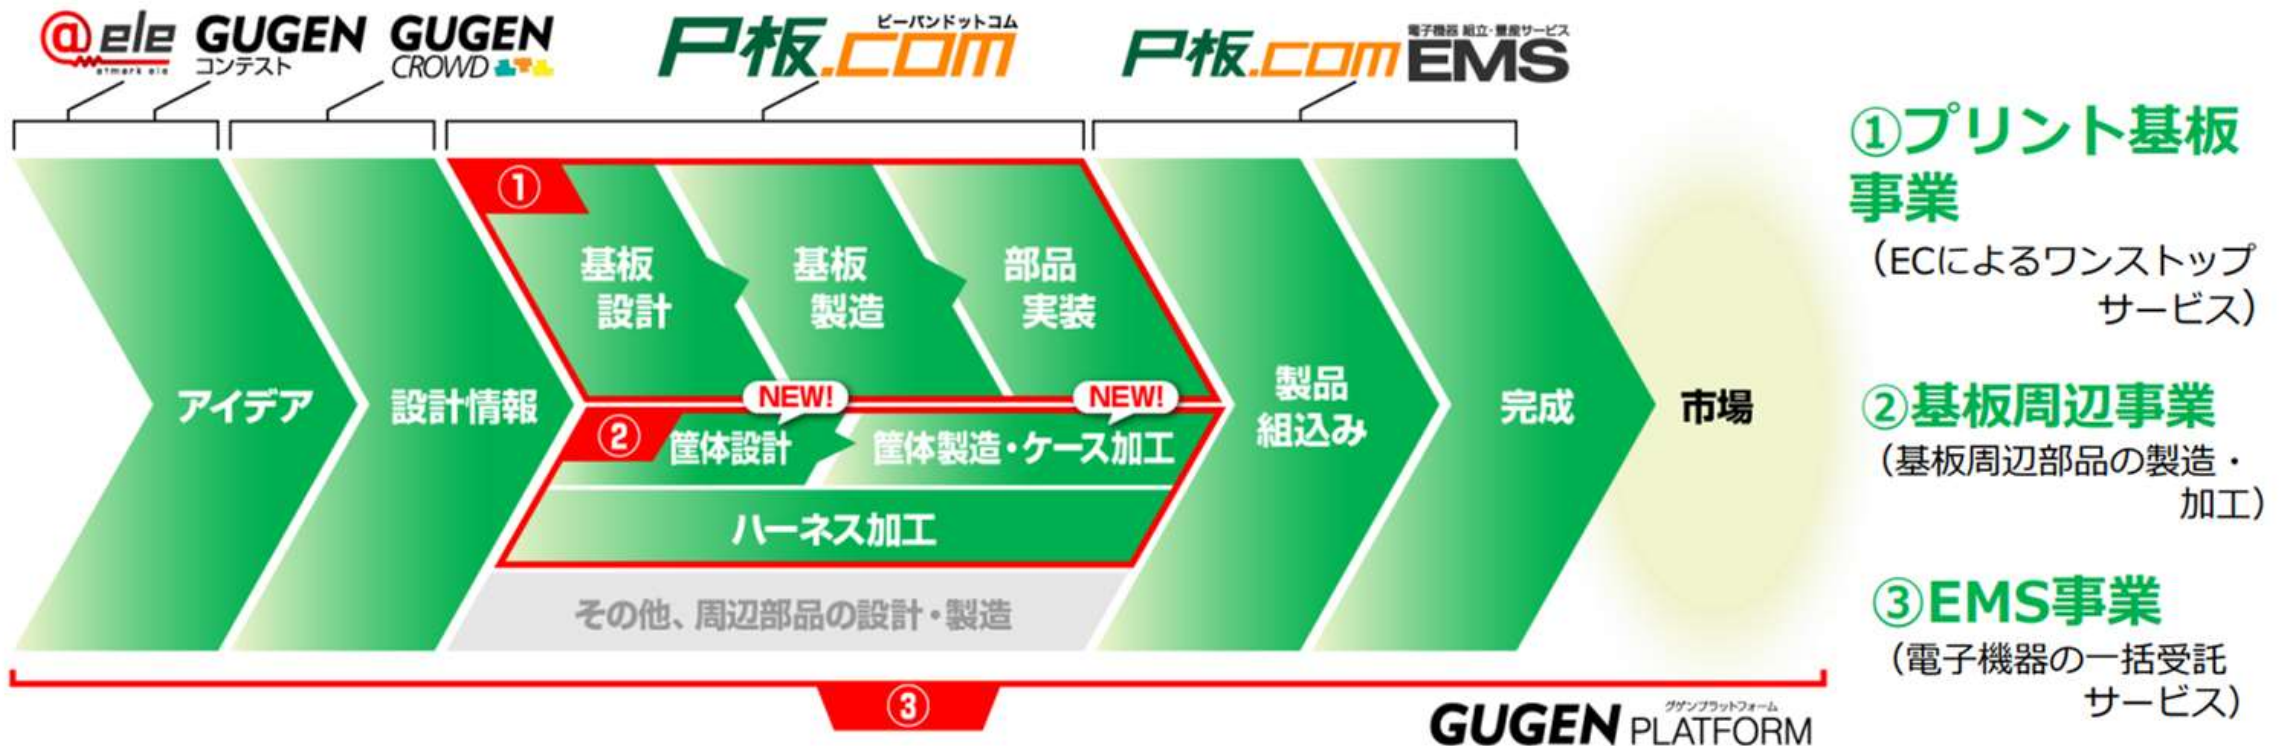 @ele
atmark ele
GUGEN
コンテスト
GUGEN
CROWD
ピーバンドットコム
P板.com
電子機器 組立・量産サービス
P板.com EMS
①
基板
設計
基板
製造
部品
実装
アイデア
設計情報
NEW!
NEW!
②
筐体設計
筐体製造・ケース加工
ハーネス加工
その他、周辺部品の設計・製造
製品
組込み
完成
市場
③
グゲンプラットフォーム
GUGEN PLATFORM
①プリント基板
事業
（ECによるワンストップ
サービス）
②基板周辺事業
（基板周辺部品の製造・
加工）
③EMS事業
（電子機器の一括受託
サービス）